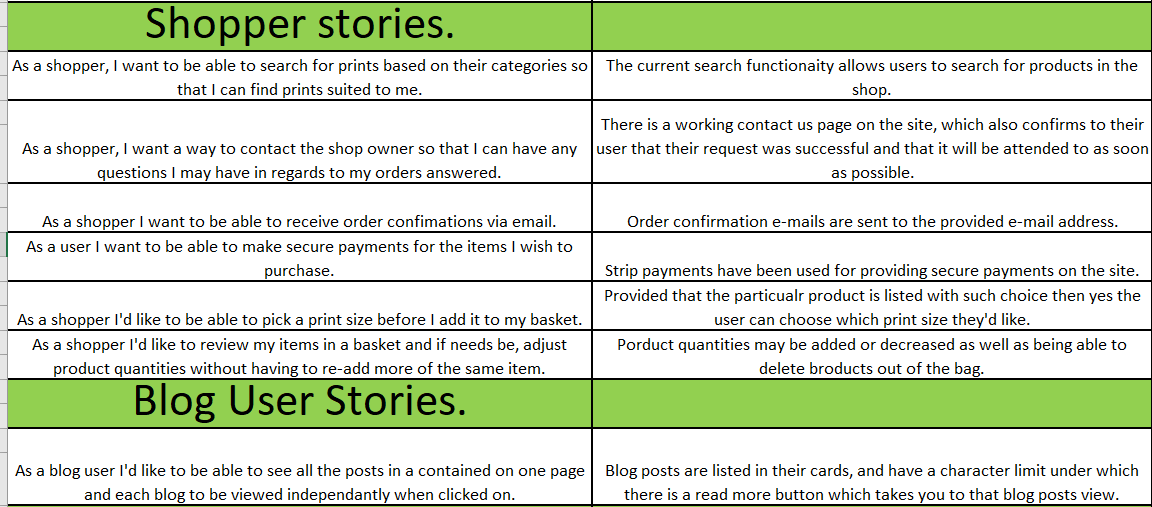 Shopper stories.
As a shopper, I want to be able to search for prints based on their categories so
that I can find prints suited to me.
The current search functionaity allows users to search for products in the
shop.
As a shopper, I want a way to contact the shop owner so that I can have any
questions I may have in regards to my orders answered.
There is a working contact us page on the site, which also confirms to their
user that their request was successful and that it will be attended to as soon
as possible.
As a shopper I want to be able to receive order confimations via email.
Order confirmation e-mails are sent to the provided e-mail address.
As a user I want to be able to make secure payments for the items I wish to
purchase.
Strip payments have been used for providing secure payments on the site.
As a shopper I'd like to be able to pick a print size before I add it to my basket.
Provided that the particualr product is listed with such choice then yes the
user can choose which print size they'd like.
As a shopper I'd like to review my items in a basket and if needs be, adjust
product quantities without having to re-add more of the same item.
Porduct quantities may be added or decreased as well as being able to
delete broducts out of the bag.
Blog User Stories.
As a blog user I'd like to be able to see all the posts in a contained on one page
and each blog to be viewed independantly when clicked on.
Blog posts are listed in their cards, and have a character limit under which
there is a read more button which takes you to that blog posts view.